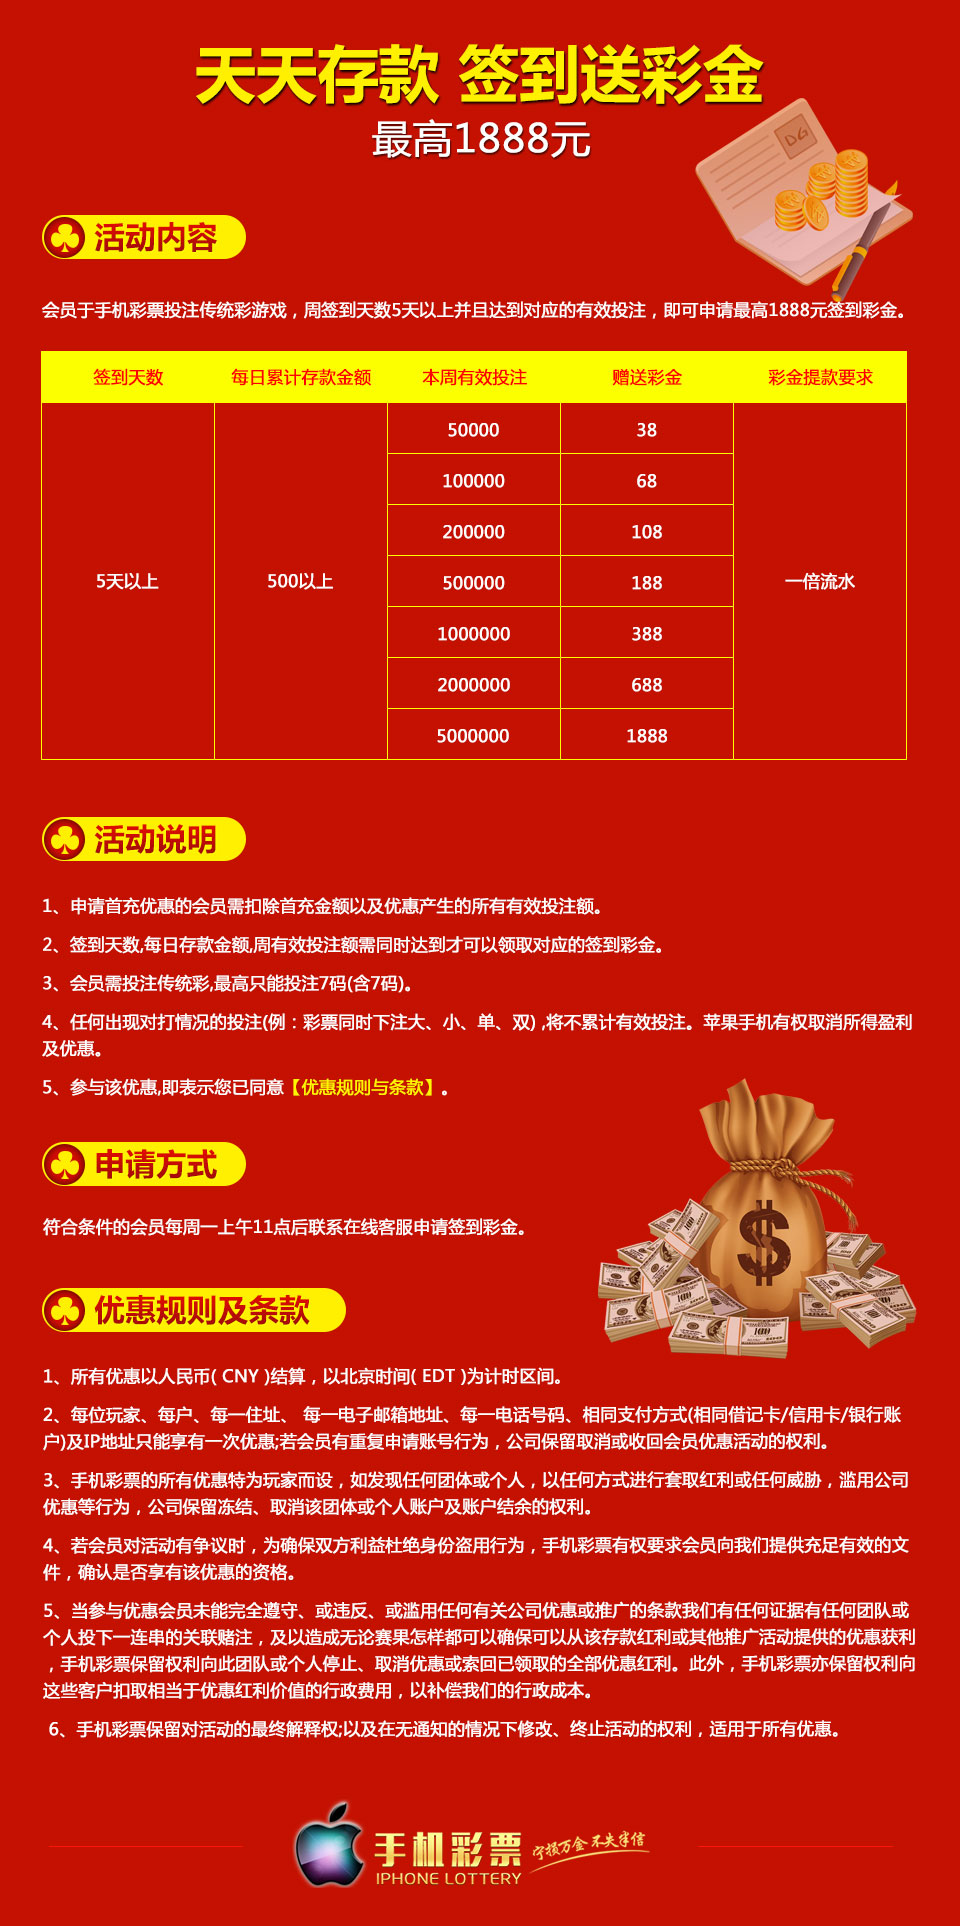 天天存款 签到送彩金
最高1888元
DG
活动内容
会员于手机彩票投注传统彩游戏，周签到天数5天以上并且达到对应的有效投注，即可申请最高1888元签到彩金。
签到天数 每日累计存款金额 本周有效投注 赠送彩金 彩金提款要求
50000 38
100000 68
200000 108
5天以上 500以上 500000 188 一倍流水
1000000 388
2000000 688
5000000 1888
活动说明
1、申请首充优惠的会员需扣除首充金额以及优惠产生的所有有效投注额。
2、签到天数,每日存款金额,周有效投注额需同时达到才可以领取对应的签到彩金。
3、会员需投注传统彩,最高只能投注7码(含7码)。
4、任何出现对打情况的投注(例：彩票同时下注大、小、单、双) ,将不累计有效投注。苹果手机有权取消所得盈利
及优惠。
5、参与该优惠,即表示您已同意【优惠规则与条款】。
申请方式
符合条件的会员每周一上午11点后联系在线客服申请签到彩金。
优惠规则及条款
1、所有优惠以人民币( CNY )结算，以北京时间( EDT )为计时区间。
2、每位玩家、每户、每一住址、 每一电子邮箱地址、每一电话号码、相同支付方式(相同借记卡/信用卡/银行账
户)及IP地址只能享有一次优惠;若会员有重复申请账号行为，公司保留取消或收回会员优惠活动的权利。
3、手机彩票的所有优惠特为玩家而设，如发现任何团体或个人，以任何方式进行套取红利或任何威胁，滥用公司
优惠等行为，公司保留冻结、取消该团体或个人账户及账户结余的权利。
4、若会员对活动有争议时，为确保双方利益杜绝身份盗用行为，手机彩票有权要求会员向我们提供充足有效的文
件，确认是否享有该优惠的资格。
5、当参与优惠会员未能完全遵守、或违反、或滥用任何有关公司优惠或推广的条款我们有任何证据有任何团队或
个人投下一连串的关联赌注，及以造成无论赛果怎样都可以确保可以从该存款红利或其他推广活动提供的优惠获利
，手机彩票保留权利向此团队或个人停止、取消优惠或索回已领取的全部优惠红利。此外，手机彩票亦保留权利向
这些客户扣取相当于优惠红利价值的行政费用，以补偿我们的行政成本。
6、手机彩票保留对活动的最终解释权;以及在无通知的情况下修改、终止活动的权利，适用于所有优惠。
手机彩票 宁损万金 不失字信
IPHONE LOTTERY